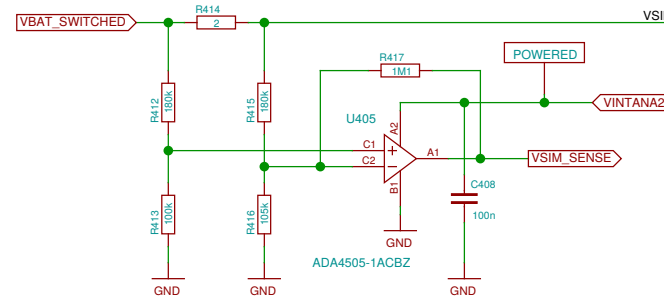 VSI
VBAT_SWITCHED
R414
2
R417
1M1
POWERED
R412
180k
R415
180k
U405
A2
VINTANA2
C1
C2
A1
VSIM_SENSE
B1
R413
100k
R416
105k
C408
100n
GND
ADA4505-1ACBZ
GND
GND
GND